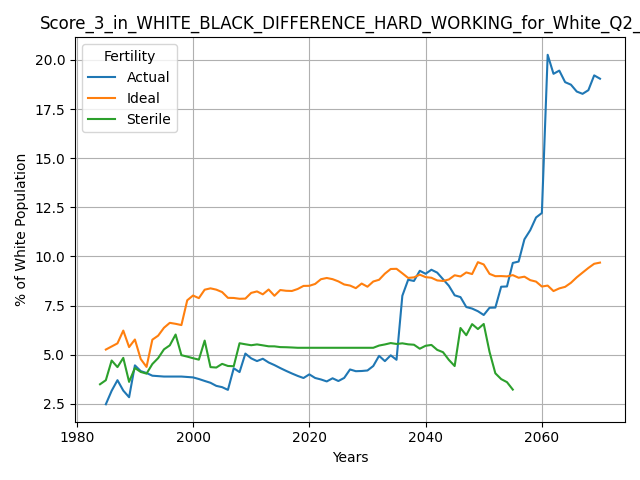 Score_3_in_WHITE_BLACK_DIFFERENCE_HARD_WORKING_for_White_Q2_
Fertility
Actual
Ideal
Sterile
% of White Population
20.0
17.5
15.0
12.5
10.0
7.5
5.0
2.5
1980 2000 2020 2040 2060
Years